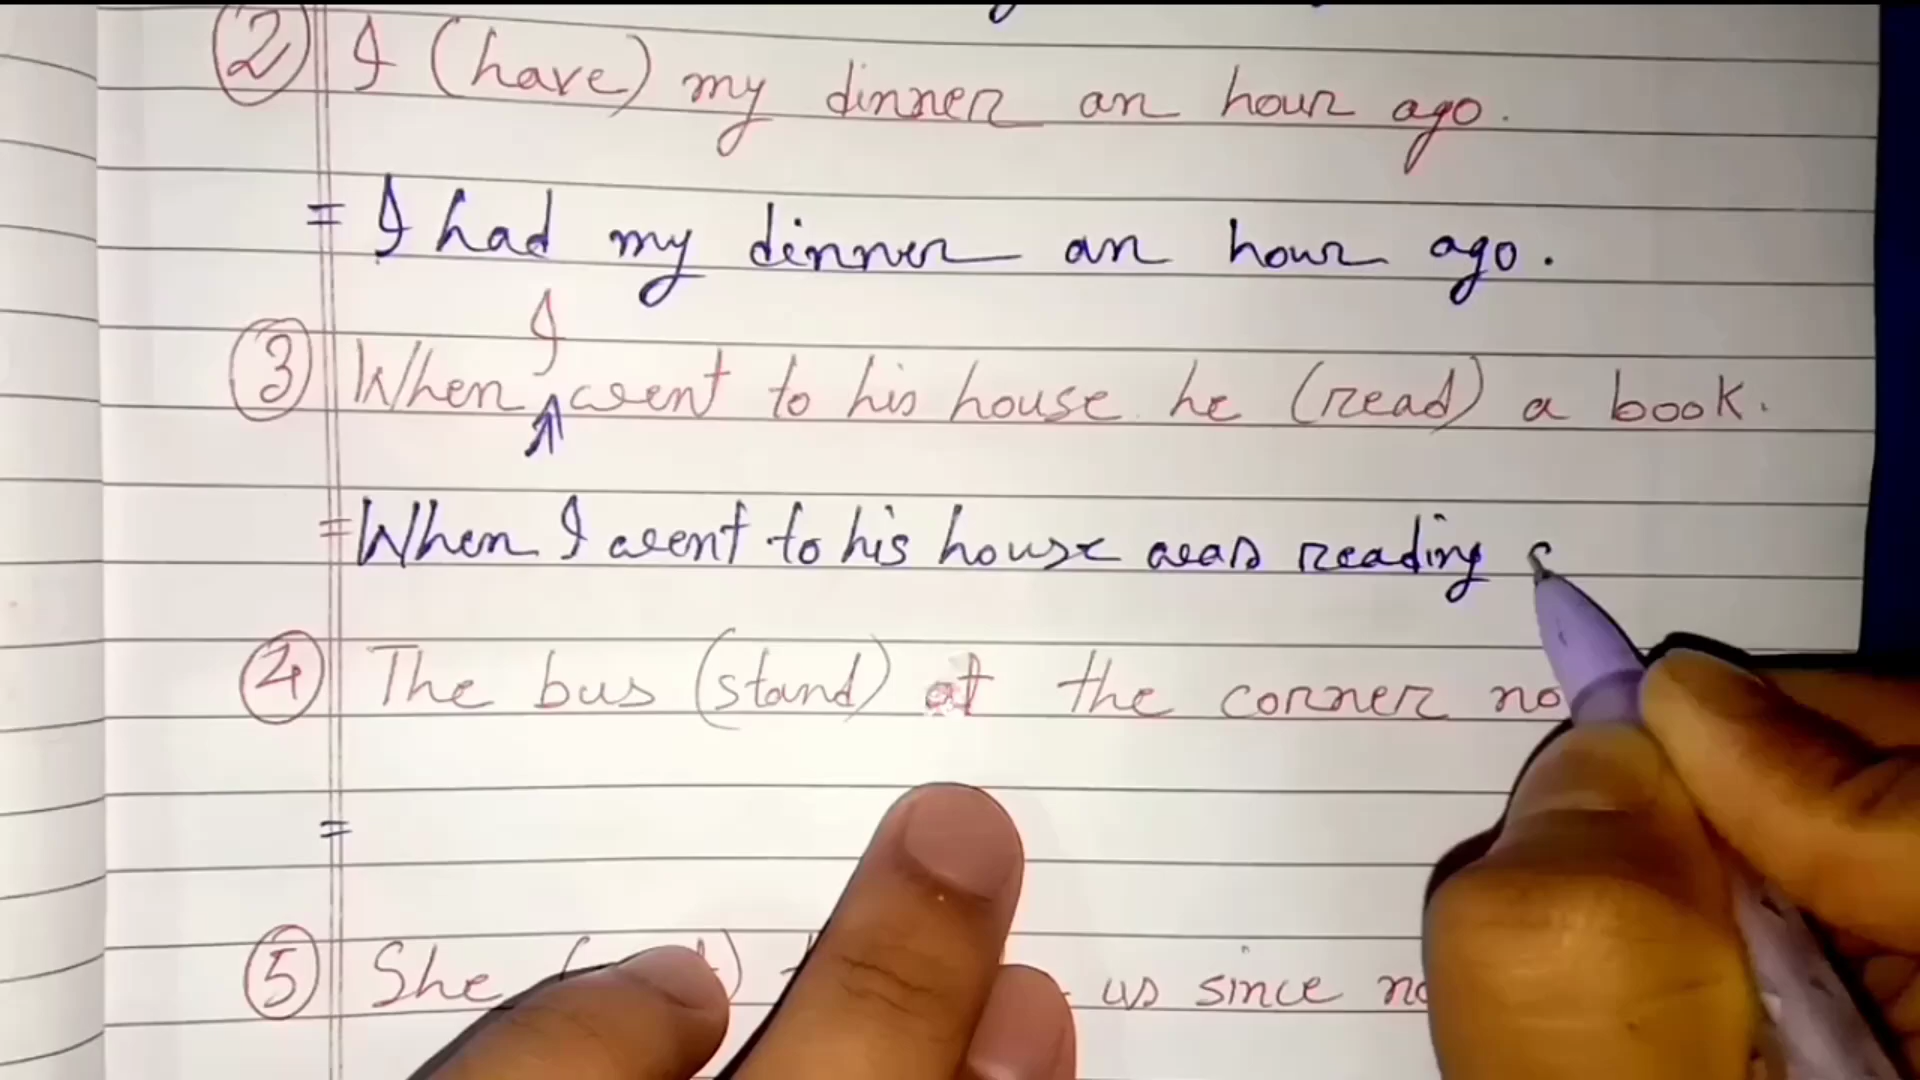 ② I (have) my dinner an hour ago.
= I had my dinner an hour ago.
I
③ When went to his house he (read) a book.
= When I went to his house was reading
④ The bus (stand) at the corner
=
⑤ She us since